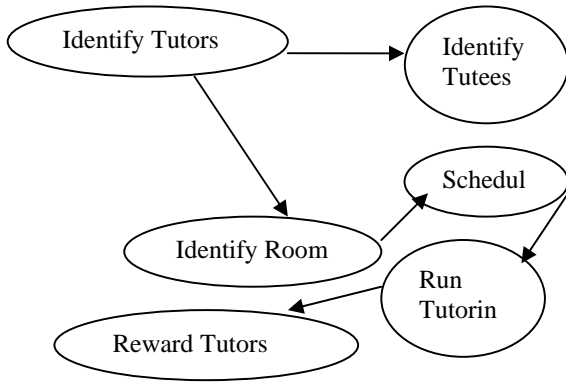 Identify Tutors
Identify
Tutees
Schedul
Identify Room
Run
Tutorin
Reward Tutors